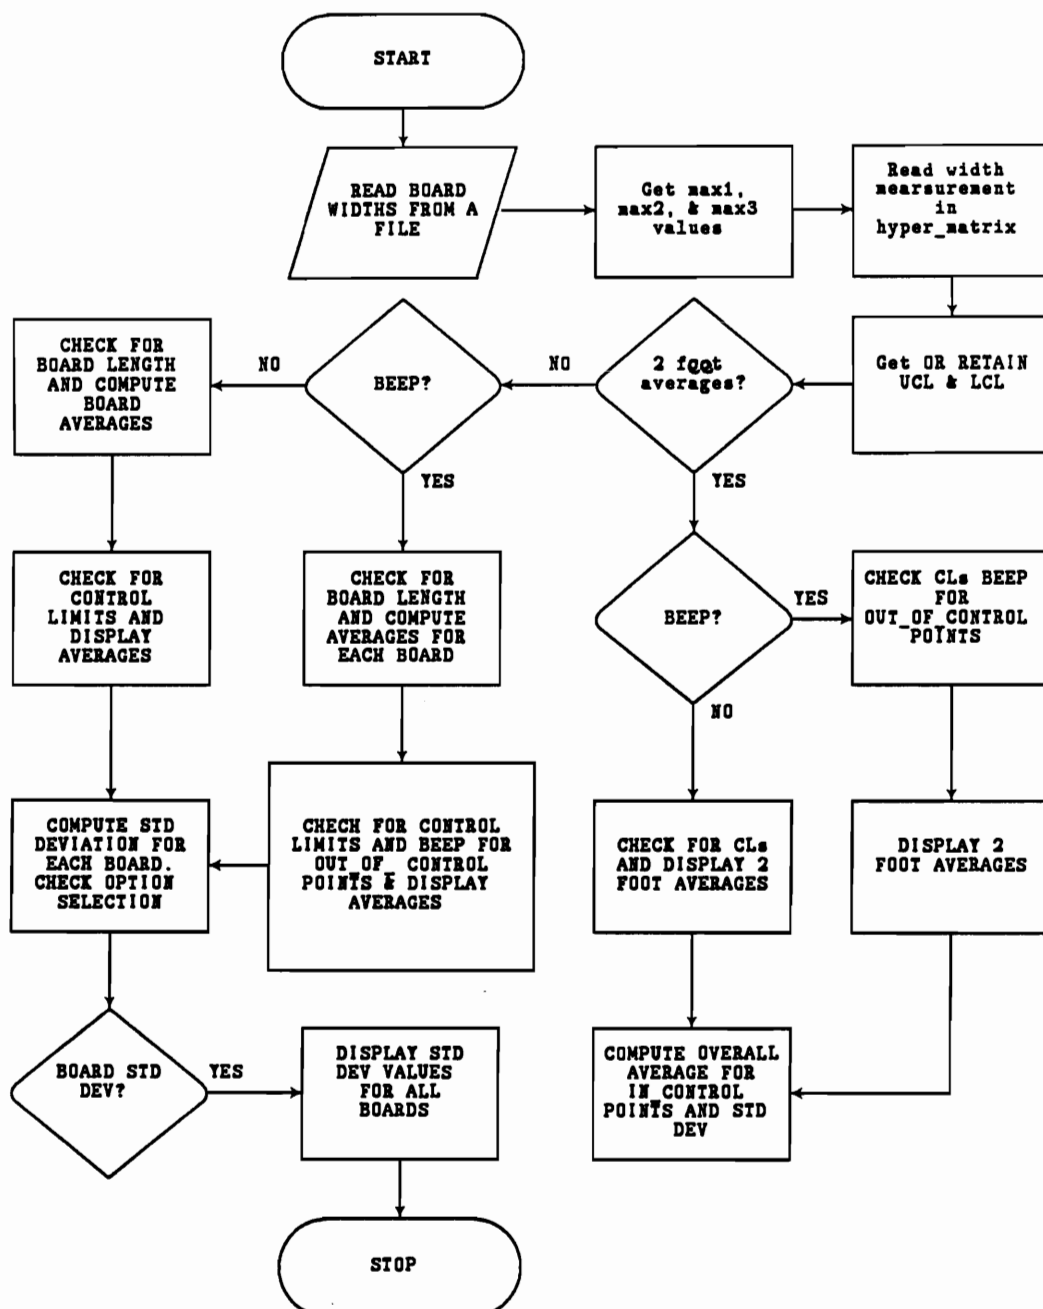 START
READ BOARD
WIDTHS FROM A
FILE
Get max1,
max2, & max3
values
Read width
mearsurement
in
hyper_matrix
CHECK FOR
BOARD LENGTH
AND COMPUTE
BOARD
AVERAGES
NO
BEEP?
NO
2 foot
averages?
Get OR RETAIN
UCL & LCL
YES
YES
CHECK FOR
CONTROL
LIMITS AND
DISPLAY
AVERAGES
CHECK FOR
BOARD LENGTH
AND COMPUTE
AVERAGES FOR
EACH BOARD
BEEP?
YES
CHECK CLs BEEP
FOR
OUT_OF_CONTROL
POINTS
NO
COMPUTE STD
DEVIATION FOR
EACH BOARD.
CHECK OPTION
SELECTION
CHECH FOR CONTROL
LIMITS AND BEEP FOR
OUT_OF_ CONTROL
POINTS & DISPLAY
AVERAGES
CHECK FOR CLs
AND DISPLAY 2
FOOT AVERAGES
DISPLAY 2
FOOT AVERAGES
BOARD STD
DEV?
YES
DISPLAY STD
DEV VALUES
FOR ALL
BOARDS
COMPUTE OVERALL
AVERAGE FOR
IN_CONTROL
POINTS AND STD
DEV
STOP